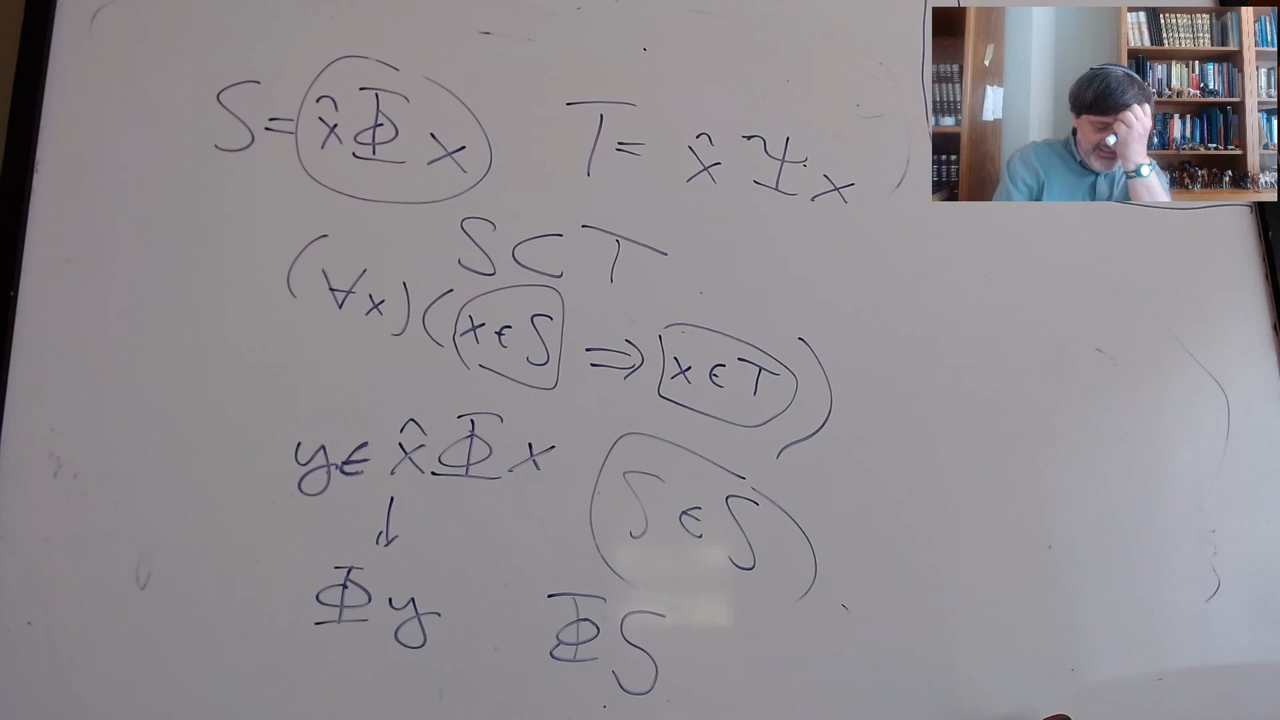 S = x̂Φx T = x̂Ψx
S ⊂ T
(∀x)(x ∈ S ⇒ x ∈ T)
y ∈ x̂Φx
S ∈ S
↓
Φy ΦS